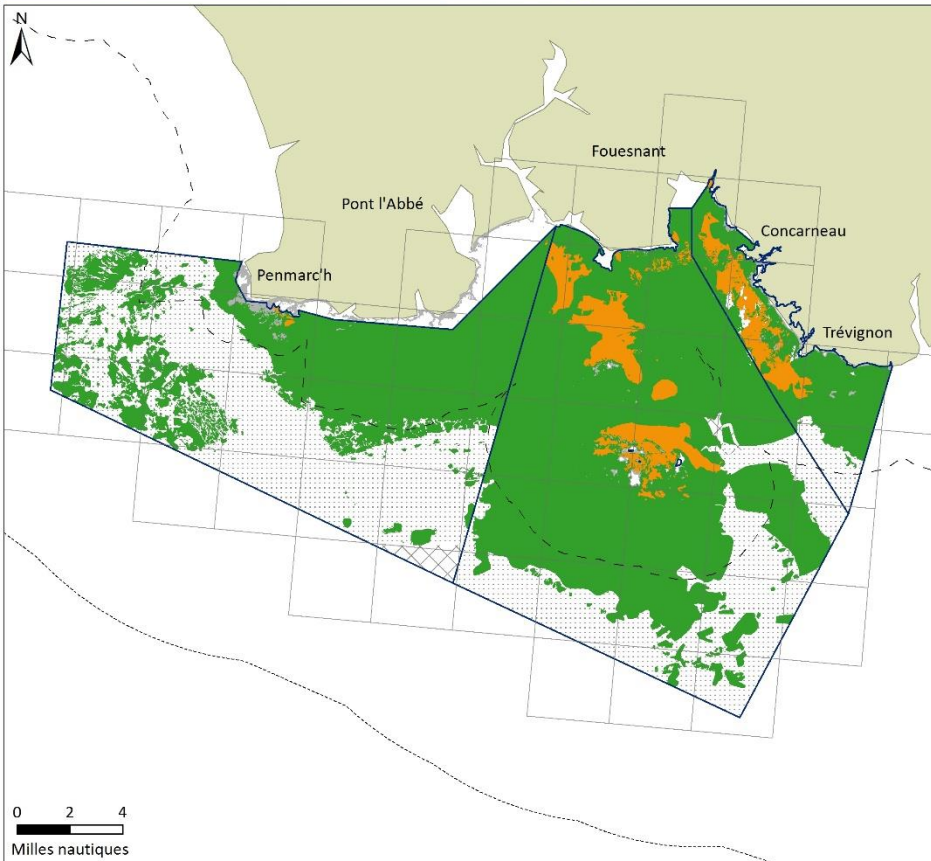 N
Fouesnant
Pont l'Abbé
Concarneau
Penmarc'h
Trévignon
0 2 4
Milles nautiques